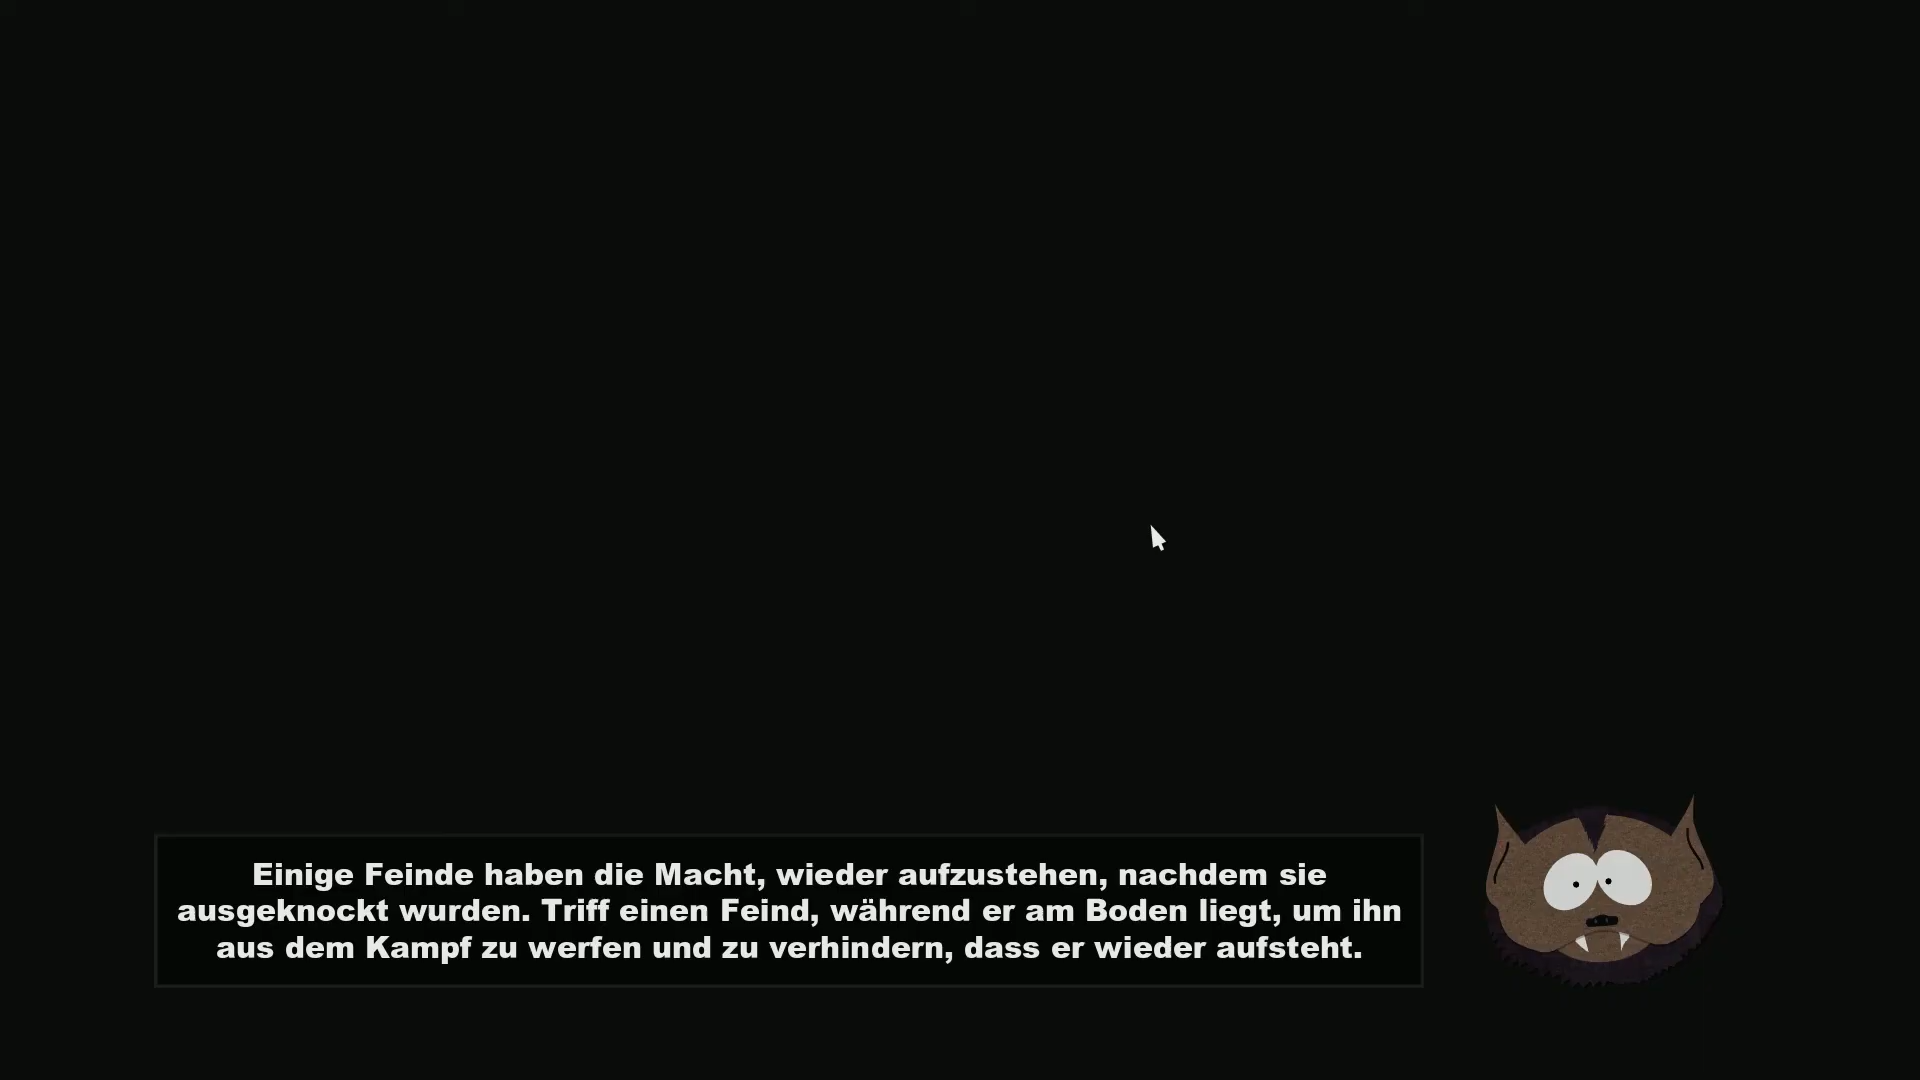 Einige Feinde haben die Macht, wieder aufzustehen, nachdem sie
ausgeknockt wurden. Triff einen Feind, während er am Boden liegt, um ihn
aus dem Kampf zu werfen und zu verhindern, dass er wieder aufsteht.